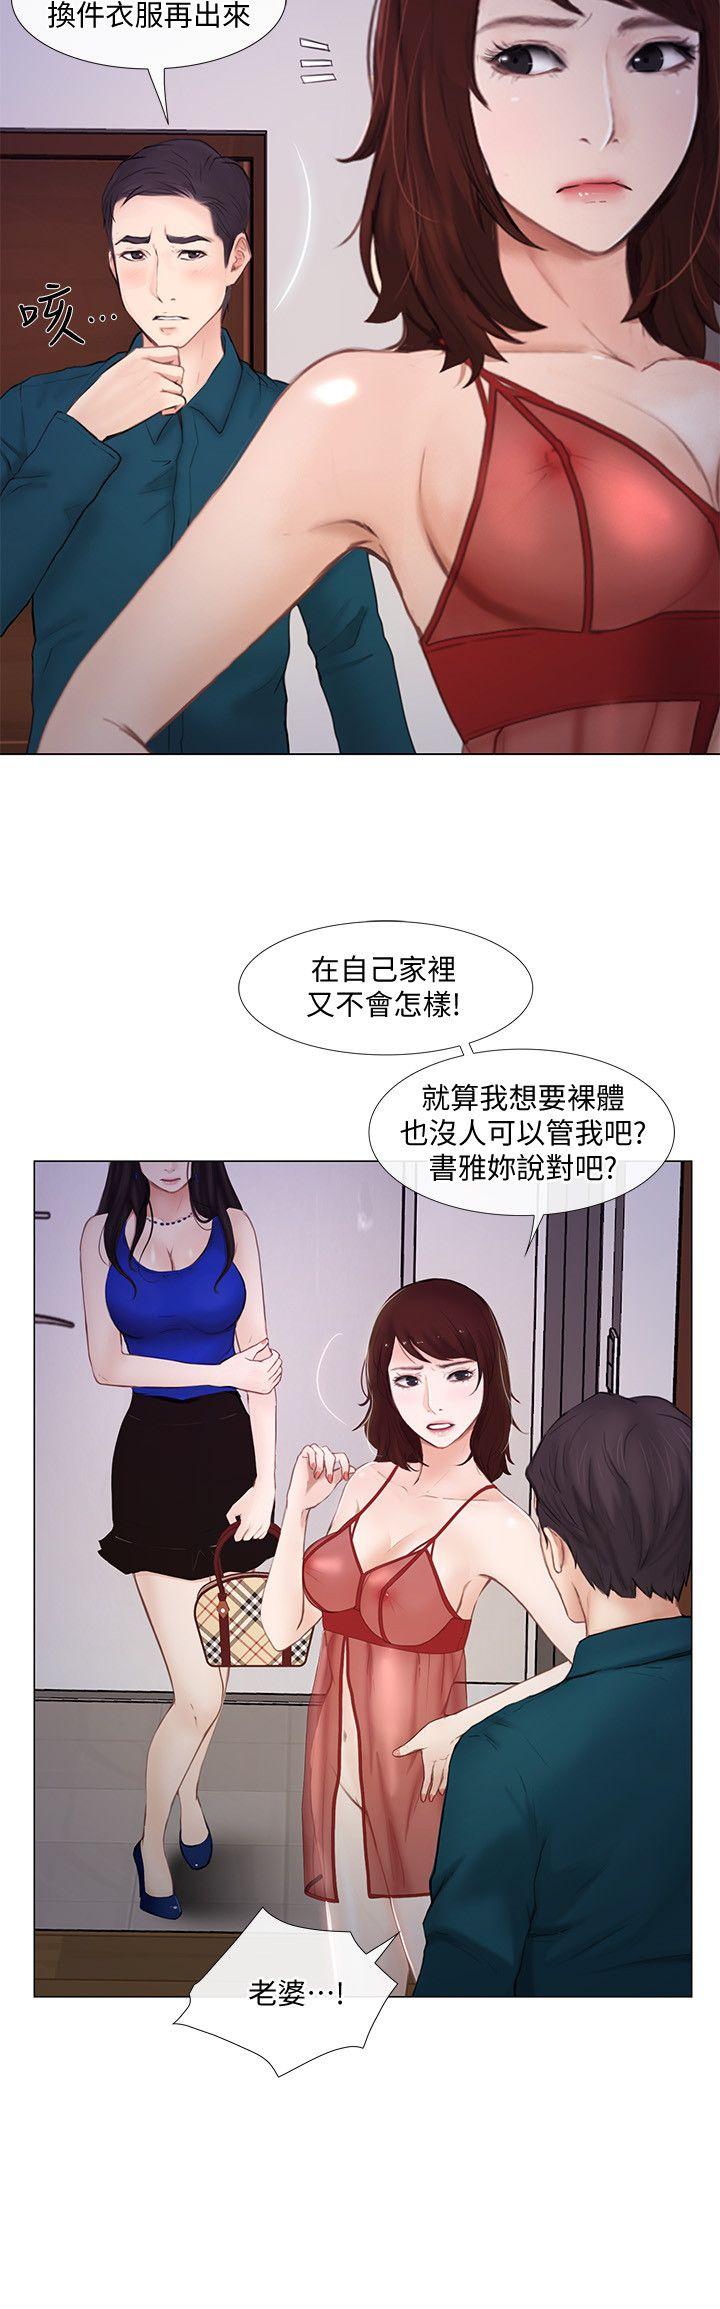 換件衣服再出來
咳…
在自己家裡
又不會怎樣!
就算我想要裸體
也沒人可以管我吧?
書雅妳說對吧?
老婆…!